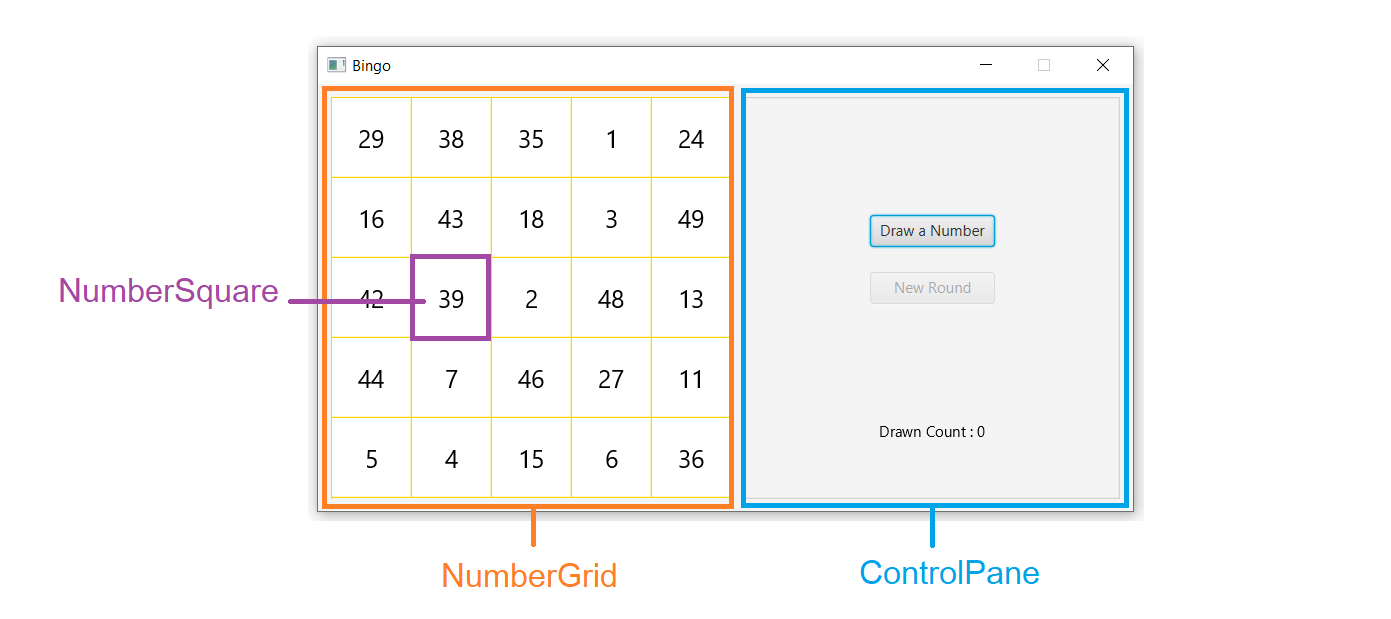 Bingo
29 38 35 1 24
16 43 18 3 49
Draw a Number
NumberSquare
42 39 2 48 13
New Round
44 7 46 27 11
Drawn Count : 0
5 4 15 6 36
NumberGrid
ControlPane